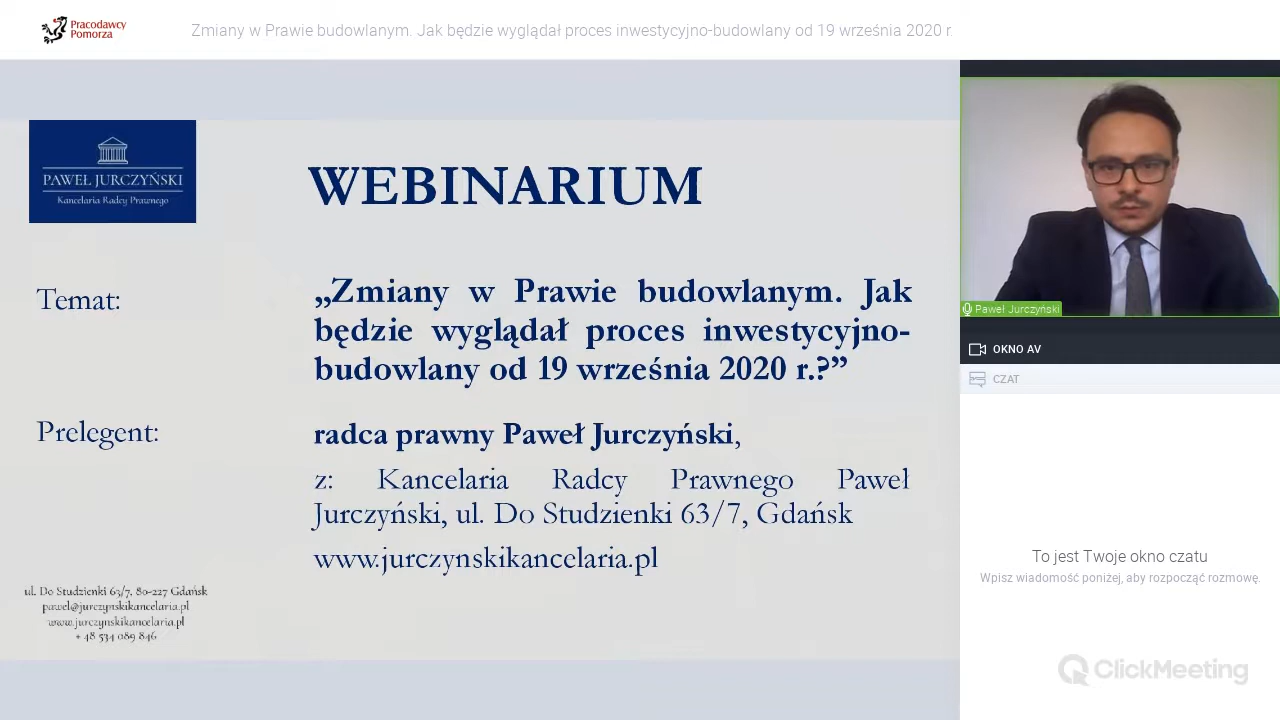 Pracodawcy
Pomorza
Zmiany w Prawie budowlanym. Jak będzie wyglądał proces inwestycyjno-budowlany od 19 września 2020 r.
PAWEŁ JURCZYŃSKI
Kancelaria Radcy Prawnego
WEBINARIUM
Temat:
„Zmiany w Prawie budowlanym. Jak
będzie wyglądał proces inwestycyjno-
budowlany od 19 września 2020 r.?”
Prelegent:
radca prawny Paweł Jurczyński,
z: Kancelaria Radcy Prawnego Paweł
Jurczyński, ul. Do Studzienki 63/7, Gdańsk
www.jurczynskikancelaria.pl
ul. Do Studzienki 63/7, 80-227 Gdańsk
pawel@jurczynskikancelaria.pl
www.jurczynskikancelaria.pl
+ 48 534 089 846
Paweł Jurczyński
OKNO AV
CZAT
To jest Twoje okno czatu
Wpisz wiadomość poniżej, aby rozpocząć rozmowę.
ClickMeeting